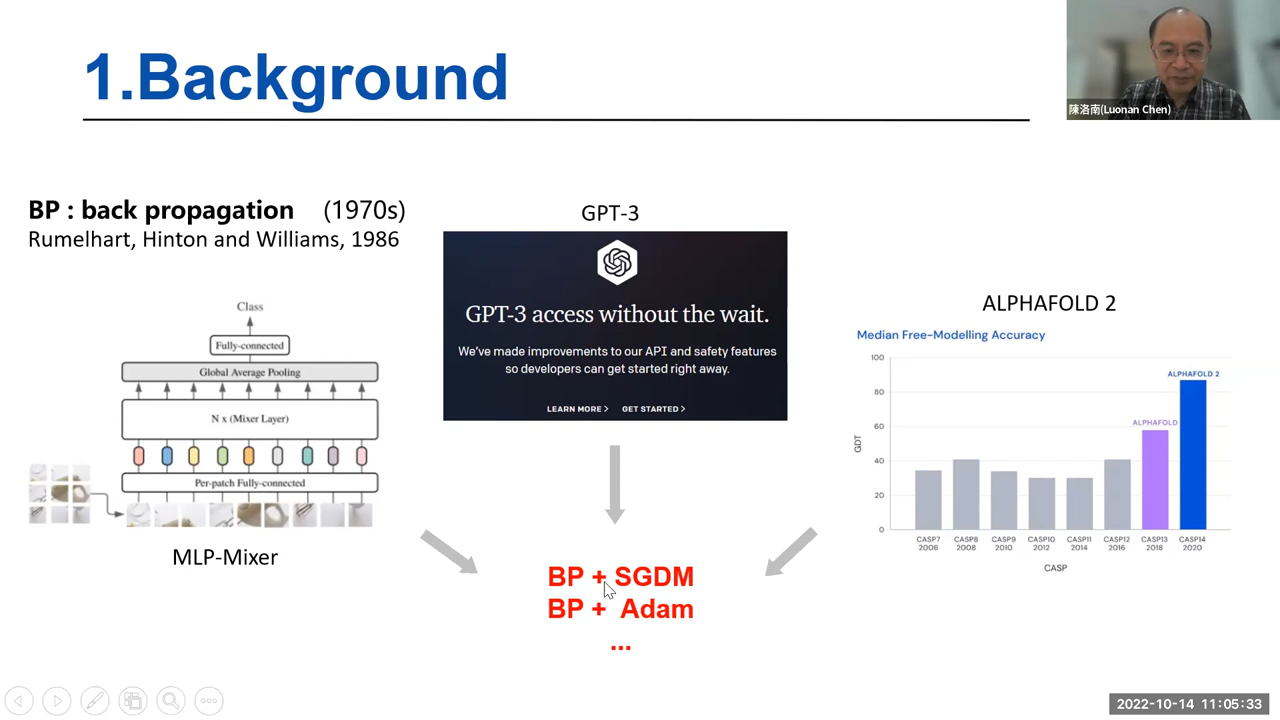 1.Background
陳洛南(Luonan Chen)
BP : back propagation (1970s)
Rumelhart, Hinton and Williams, 1986
Class
Fully-connected
Global Average Pooling
N x (Mixer Layer)
Per-patch Fully-connected
MLP-Mixer
GPT-3
GPT-3 access without the wait.
We've made improvements to our API and safety features
so developers can get started right away.
LEARN MORE > GET STARTED >
ALPHAFOLD 2
Median Free-Modelling Accuracy
100
80
60
40
20
0
GDT
ALPHAFOLD
ALPHAFOLD 2
CASP7 CASP8 CASP9 CASP10 CASP11 CASP12 CASP13 CASP14
2006 2008 2010 2012 2014 2016 2018 2020
CASP
BP + SGDM
BP + Adam
...
2022-10-14 11:05:33